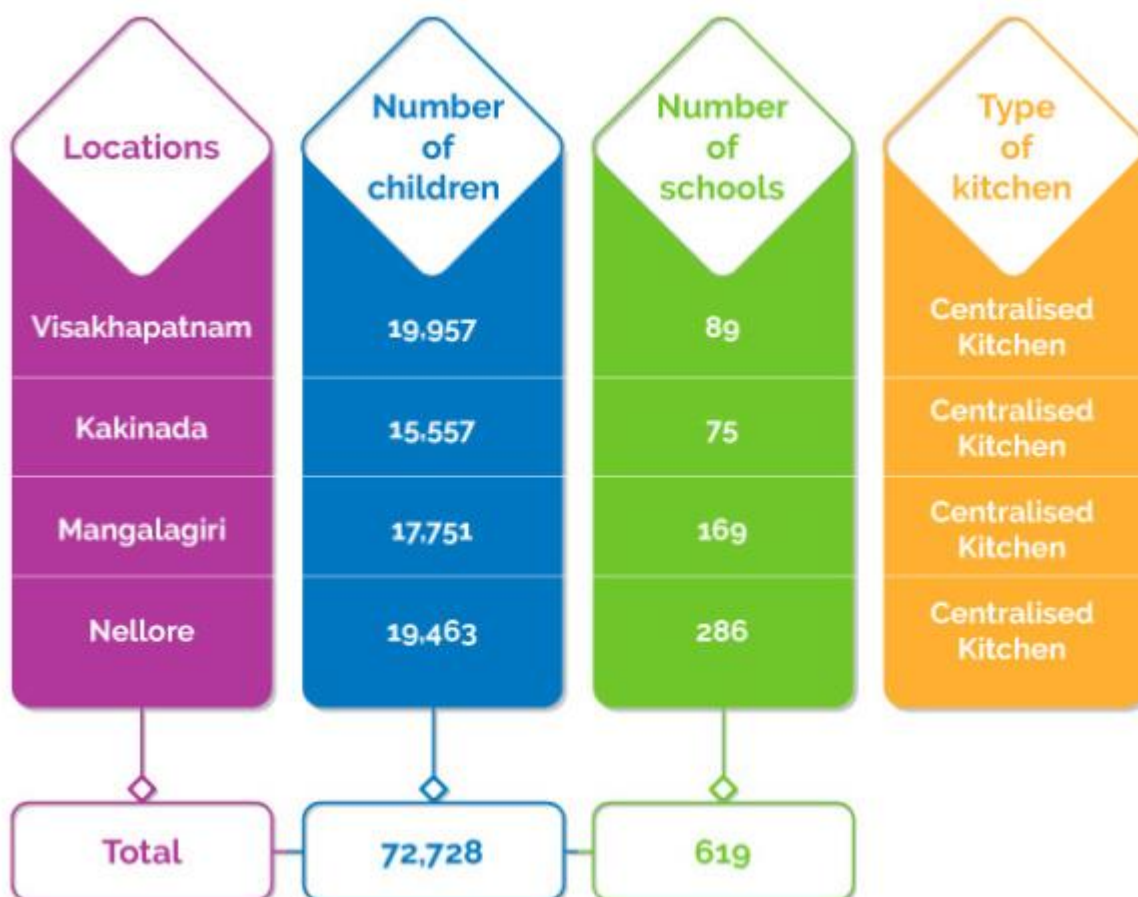 Locations
Number
of
children
Number
of
schools
Type
of
kitchen
Visakhapatnam
19,957
89
Centralised
Kitchen
Kakinada
15,557
75
Centralised
Kitchen
Mangalagiri
17,751
169
Centralised
Kitchen
Nellore
19,463
286
Centralised
Kitchen
Total
72,728
619